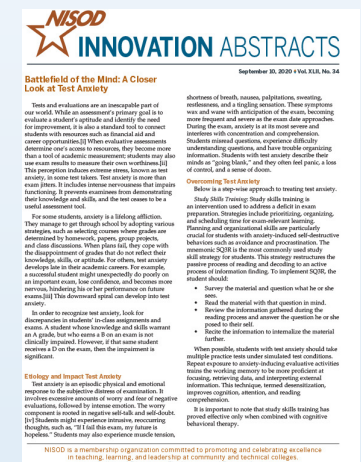 NISOD
INNOVATION ABSTRACTS
September 10, 2020 ♦ Vol. XLII, No. 34
Battlefield of the Mind: A Closer
Look at Test Anxiety
Tests and evaluations are an inescapable part of
our world. While an assessment's primary goal is to
evaluate a student's aptitude and identify the need
for improvement, it is also a standard tool to connect
students with resources such as financial aid and
career opportunities.[i] When evaluative assessments
determine one's access to resources, they become more
than a tool of academic measurement; students may also
use exam results to measure their own worthiness.[ii]
This perception induces extreme stress, known as test
anxiety, in some test takers. Test anxiety is more than
exam jitters. It includes intense nervousness that impairs
functioning. It prevents examinees from demonstrating
their knowledge and skills, and the test ceases to be a
useful assessment tool.
For some students, anxiety is a lifelong affliction.
They manage to get through school by adopting various
strategies, such as selecting courses where grades are
determined by homework, papers, group projects,
and class discussions. When plans fail, they cope with
the disappointment of grades that do not reflect their
knowledge, skills, or aptitude. For others, test anxiety
develops late in their academic careers. For example,
a successful student might unexpectedly do poorly on
an important exam, lose confidence, and becomes more
nervous, hindering his or her performance on future
exams.[iii] This downward spiral can develop into test
anxiety.
In order to recognize test anxiety, look for
discrepancies in students' in-class assignments and
exams. A student whose knowledge and skills warrant
an A grade, but who earns a B on an exam is not
clinically impaired. However, if that same student
receives a D on the exam, then the impairment is
significant.
Etiology and Impact Test Anxiety
Test anxiety is an episodic physical and emotional
response to the subjective distress of examination. It
involves excessive amounts of worry and fear of negative
evaluations, followed by intense emotion. The worry
component is rooted in negative self-talk and self-doubt.
[iv] Students might experience intrusive, reoccurring
thoughts, such as, "If I fail this exam, my future is
hopeless." Students may also experience muscle tension,
shortness of breath, nausea, palpitations, sweating,
restlessness, and a tingling sensation. These symptoms
wax and wane with anticipation of the exam, becoming
more frequent and severe as the exam date approaches.
During the exam, anxiety is at its most severe and
interferes with concentration and comprehension.
Students misread questions, experience difficulty
understanding questions, and have trouble organizing
information. Students with test anxiety describe their
minds as "going blank," and they often feel panic, a loss
of control, and a sense of doom.
Overcoming Test Anxiety
Below is a step-wise approach to treating test anxiety.
Study Skills Training: Study skills training is
an intervention used to address a deficit in exam
preparation. Strategies include prioritizing, organizing,
and scheduling time for exam-relevant learning.
Planning and organizational skills are particularly
crucial for students with anxiety-induced self-destructive
behaviors such as avoidance and procrastination. The
mnemonic SQ3R is the most commonly used study
skill strategy for students. This strategy restructures the
passive process of reading and decoding to an active
process of information finding. To implement SQ3R, the
student should:
• Survey the material and question what he or she
sees.
• Read the material with that question in mind.
• Review the information gathered during the
reading process and answer the question he or she
posed to their self.
• Recite the information to internalize the material
further.
When possible, students with test anxiety should take
multiple practice tests under simulated test conditions.
Repeat exposure to anxiety-inducing evaluative activities
trains the working memory to be more proficient at
focusing, retrieving data, and interpreting external
information. This technique, termed desensitization,
improves cognition, attention, and reading
comprehension.
It is important to note that study skills training has
proved effective only when combined with cognitive
behavioral therapy.
NISOD is a membership organization committed to promoting and celebrating excellence
in teaching, learning, and leadership at community and technical colleges.